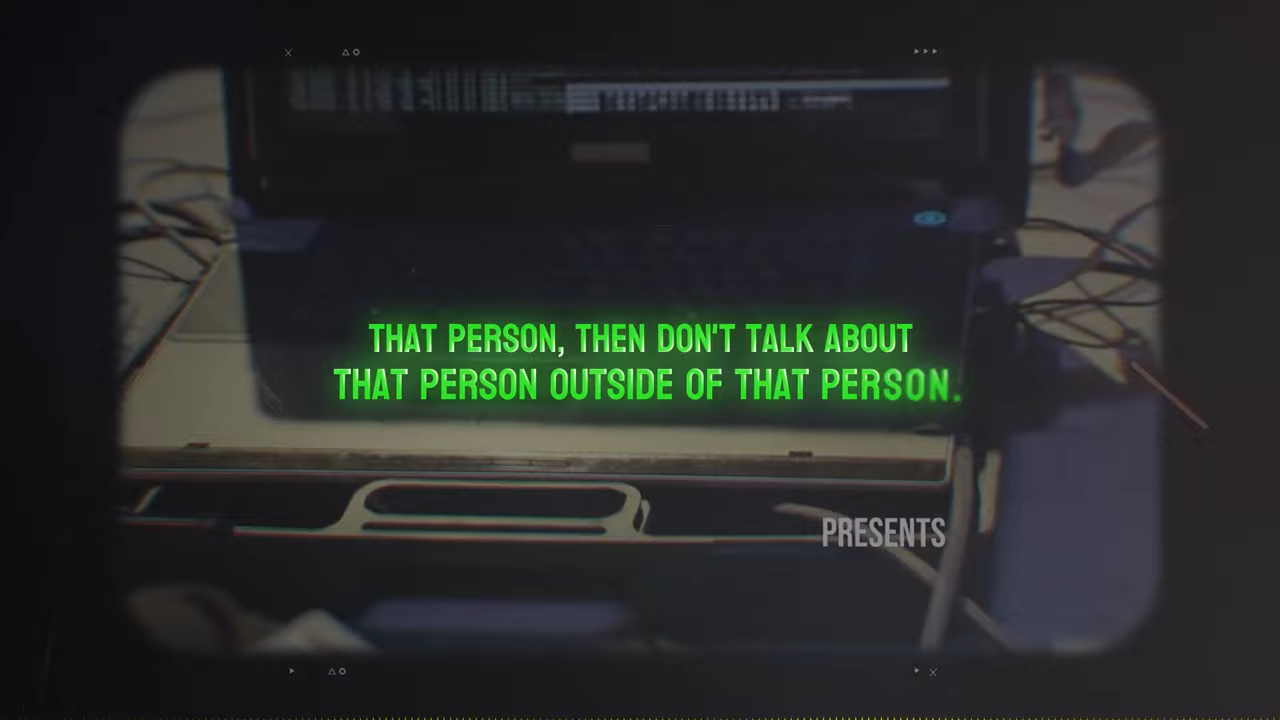 THAT PERSON, THEN DON'T TALK ABOUT
THAT PERSON OUTSIDE OF THAT PERSON.
PRESENTS